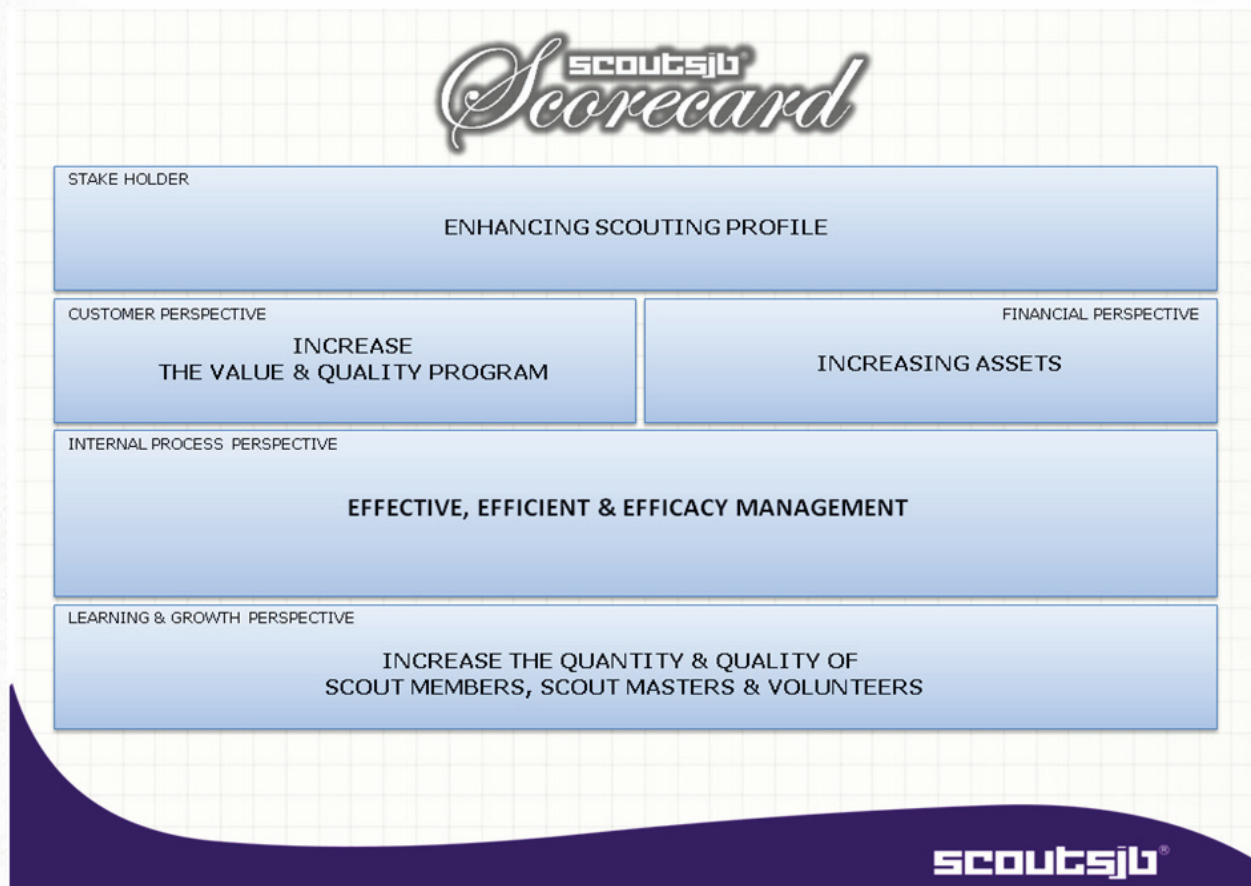 scoutsjb®
Scorecard
STAKE HOLDER
ENHANCING SCOUTING PROFILE
CUSTOMER PERSPECTIVE
INCREASE
THE VALUE & QUALITY PROGRAM
FINANCIAL PERSPECTIVE
INCREASING ASSETS
INTERNAL PROCESS PERSPECTIVE
EFFECTIVE, EFFICIENT & EFFICACY MANAGEMENT
LEARNING & GROWTH PERSPECTIVE
INCREASE THE QUANTITY & QUALITY OF
SCOUT MEMBERS, SCOUT MASTERS & VOLUNTEERS
scoutsjb®